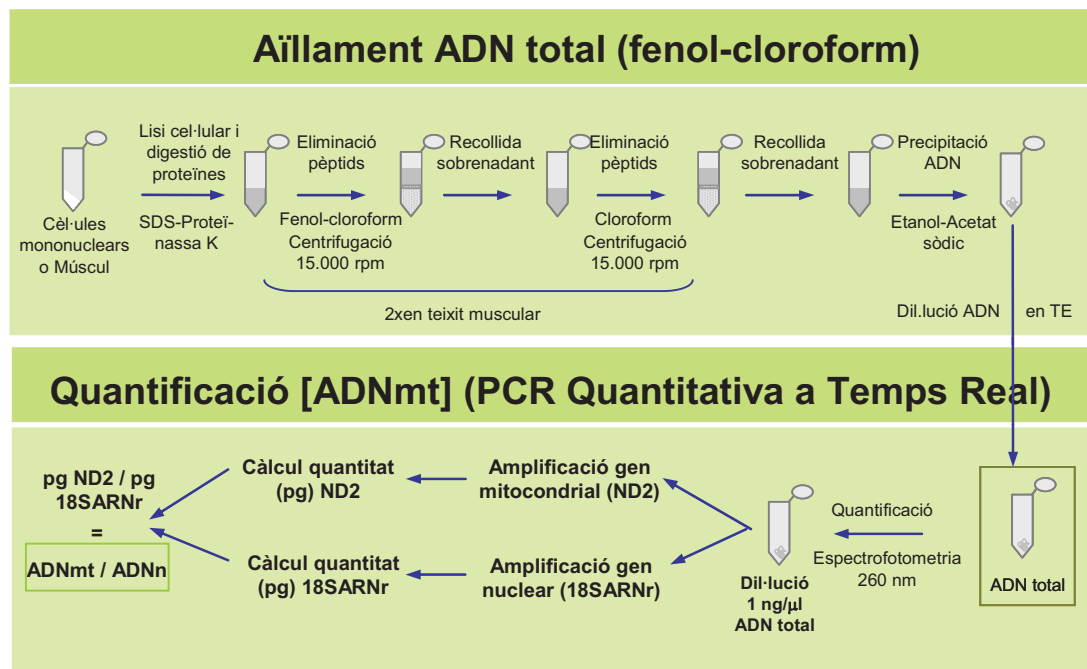 Aïllament ADN total (fenol-cloroform)
Lisi cel·lular i
digestió de
proteïnes
SDS-Proteï-
nassa K
Cèl·ules
mononuclears
o Múscul
Eliminació
pèptids
Fenol-cloroform
Centrifugació
15.000 rpm
Recollida
sobrenadant
Eliminació
pèptids
Cloroform
Centrifugació
15.000 rpm
Recollida
sobrenadant
Precipitació
ADN
Etanol-Acetat
sòdic
2xen teixit muscular
Dil.lució ADN en TE
Quantificació [ADNmt] (PCR Quantitativa a Temps Real)
pg ND2 / pg
18SARNr
=
ADNmt / ADNn
Càlcul quantitat
(pg) ND2
Amplificació gen
mitocondrial (ND2)
Càlcul quantitat
(pg) 18SARNr
Amplificació gen
nuclear (18SARNr)
Dil·lució
1 ng/µl
ADN total
Quantificació
Espectrofotometria
260 nm
ADN total